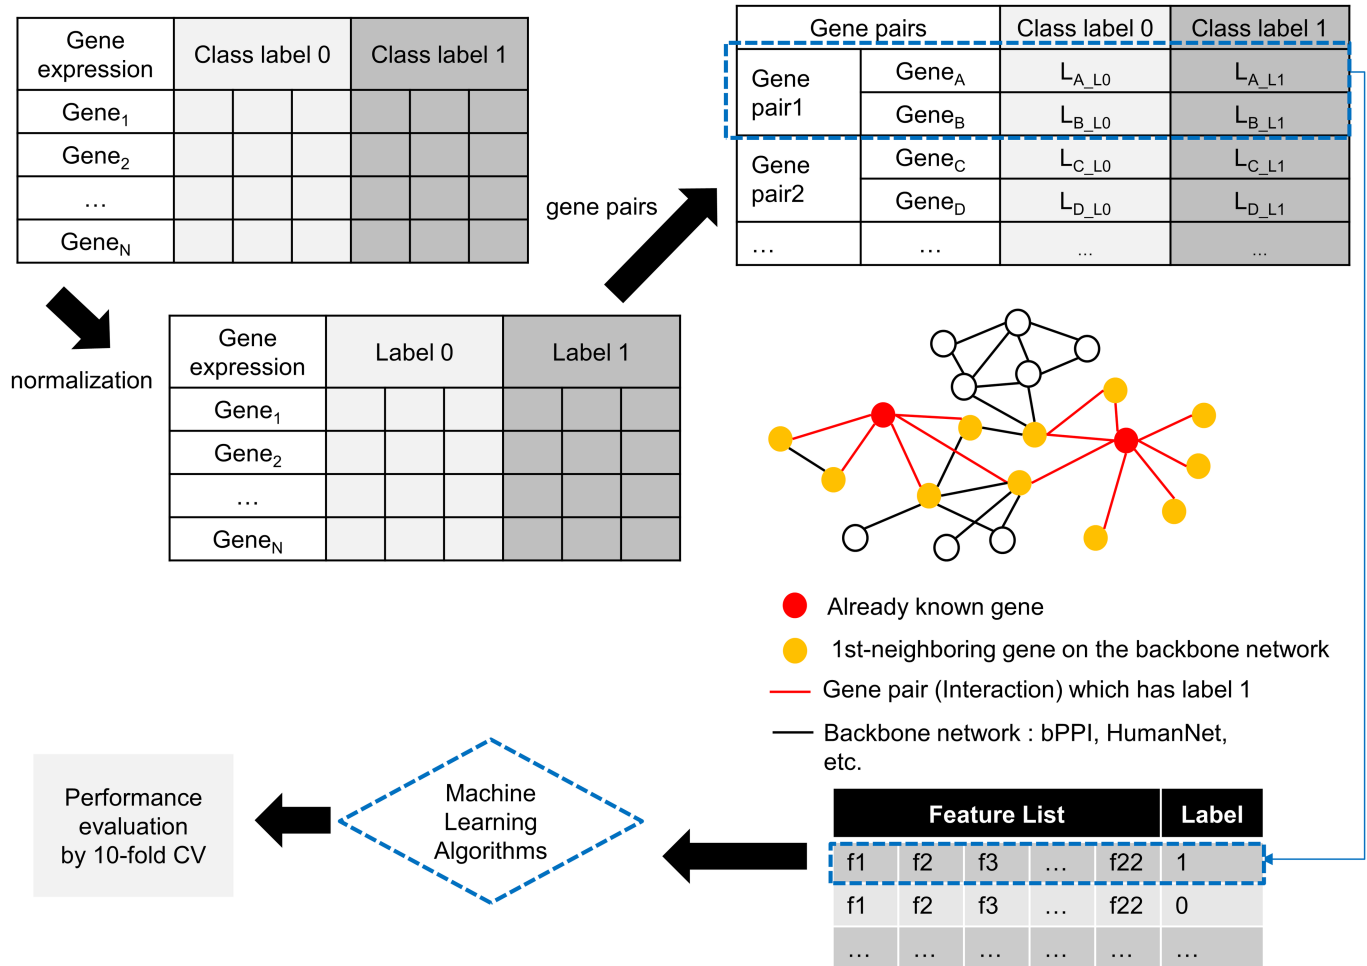 Gene expression Class label 0 Class label 1
Gene1
Gene2
...
GeneN
normalization
Gene expression Label 0 Label 1
Gene1
Gene2
...
GeneN
gene pairs
Gene pairs Class label 0 Class label 1
Gene pair1 GeneA LA_L0 LA_L1
GeneB LB_L0 LB_L1
Gene pair2 GeneC LC_L0 LC_L1
GeneD LD_L0 LD_L1
... ... ... ...
Already known gene
1st-neighboring gene on the backbone network
Gene pair (Interaction) which has label 1
Backbone network : bPPI, HumanNet,
etc.
Feature List Label
f1 f2 f3 ... f22 1
f1 f2 f3 ... f22 0
... ... ... ... ... ...
Machine
Learning
Algorithms
Performance
evaluation
by 10-fold CV